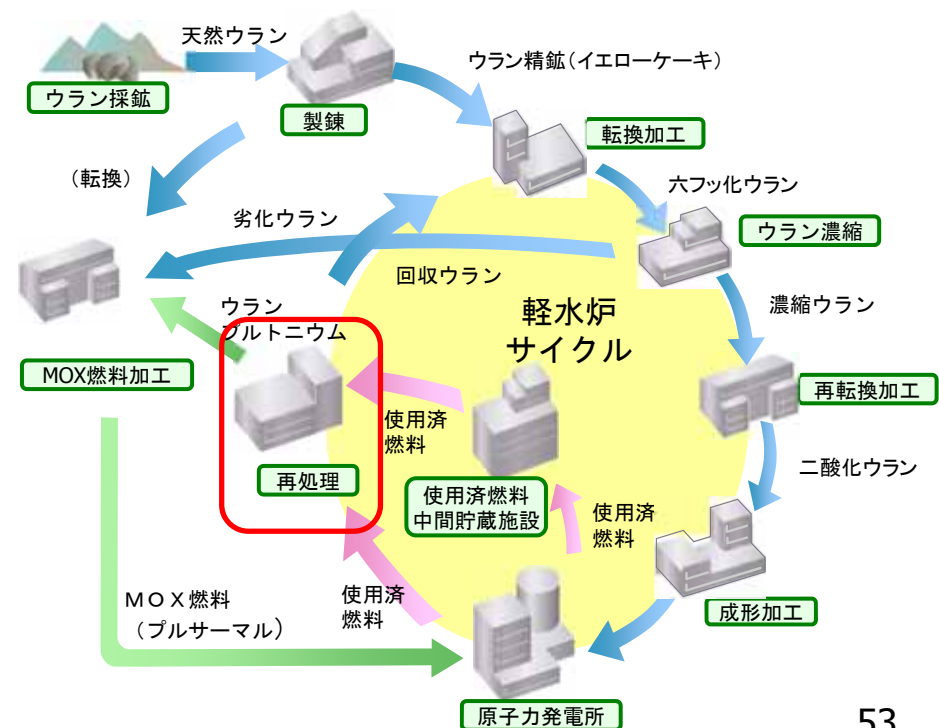 天然ウラン
ウラン採鉱
製錬
ウラン精鉱(イエローケーキ)
転換加工
(転換)
六フッ化ウラン
劣化ウラン
ウラン濃縮
回収ウラン
濃縮ウラン
ウラン
プルトニウム
軽水炉
サイクル
MOX燃料加工
再転換加工
使用済
燃料
再処理
二酸化ウラン
使用済燃料
中間貯蔵施設
使用済
燃料
使用済
燃料
MOX燃料
(プルサーマル)
成形加工
原子力発電所
53